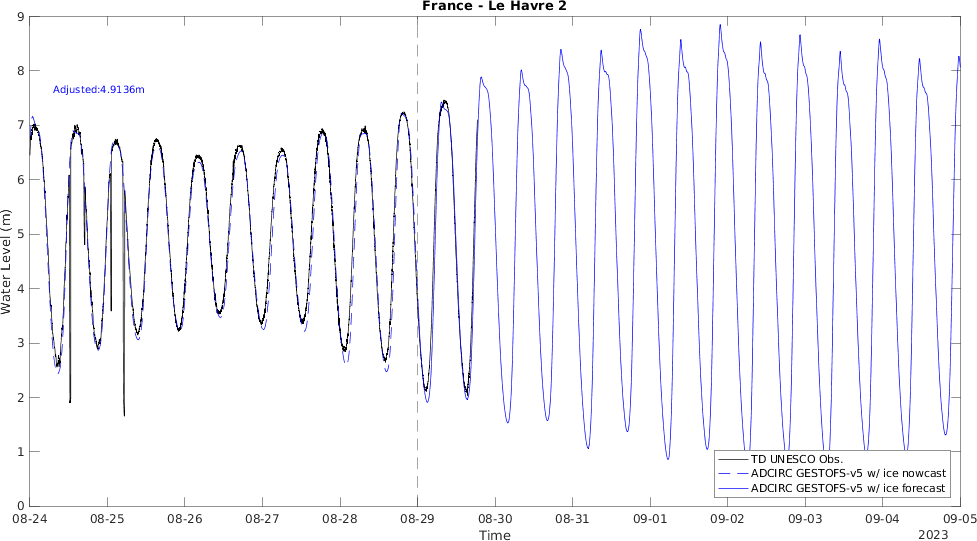 France - Le Havre 2
9
8
Adjusted:4.9136m
7
6
5
4
3
2
1
0
Water Level (m)
TD UNESCO Obs.
ADCIRC GESTOFS-v5 w/ ice nowcast
ADCIRC GESTOFS-v5 w/ ice forecast
08-24 08-25 08-26 08-27 08-28 08-29 08-30 08-31 09-01 09-02 09-03 09-04 09-05
Time
2023